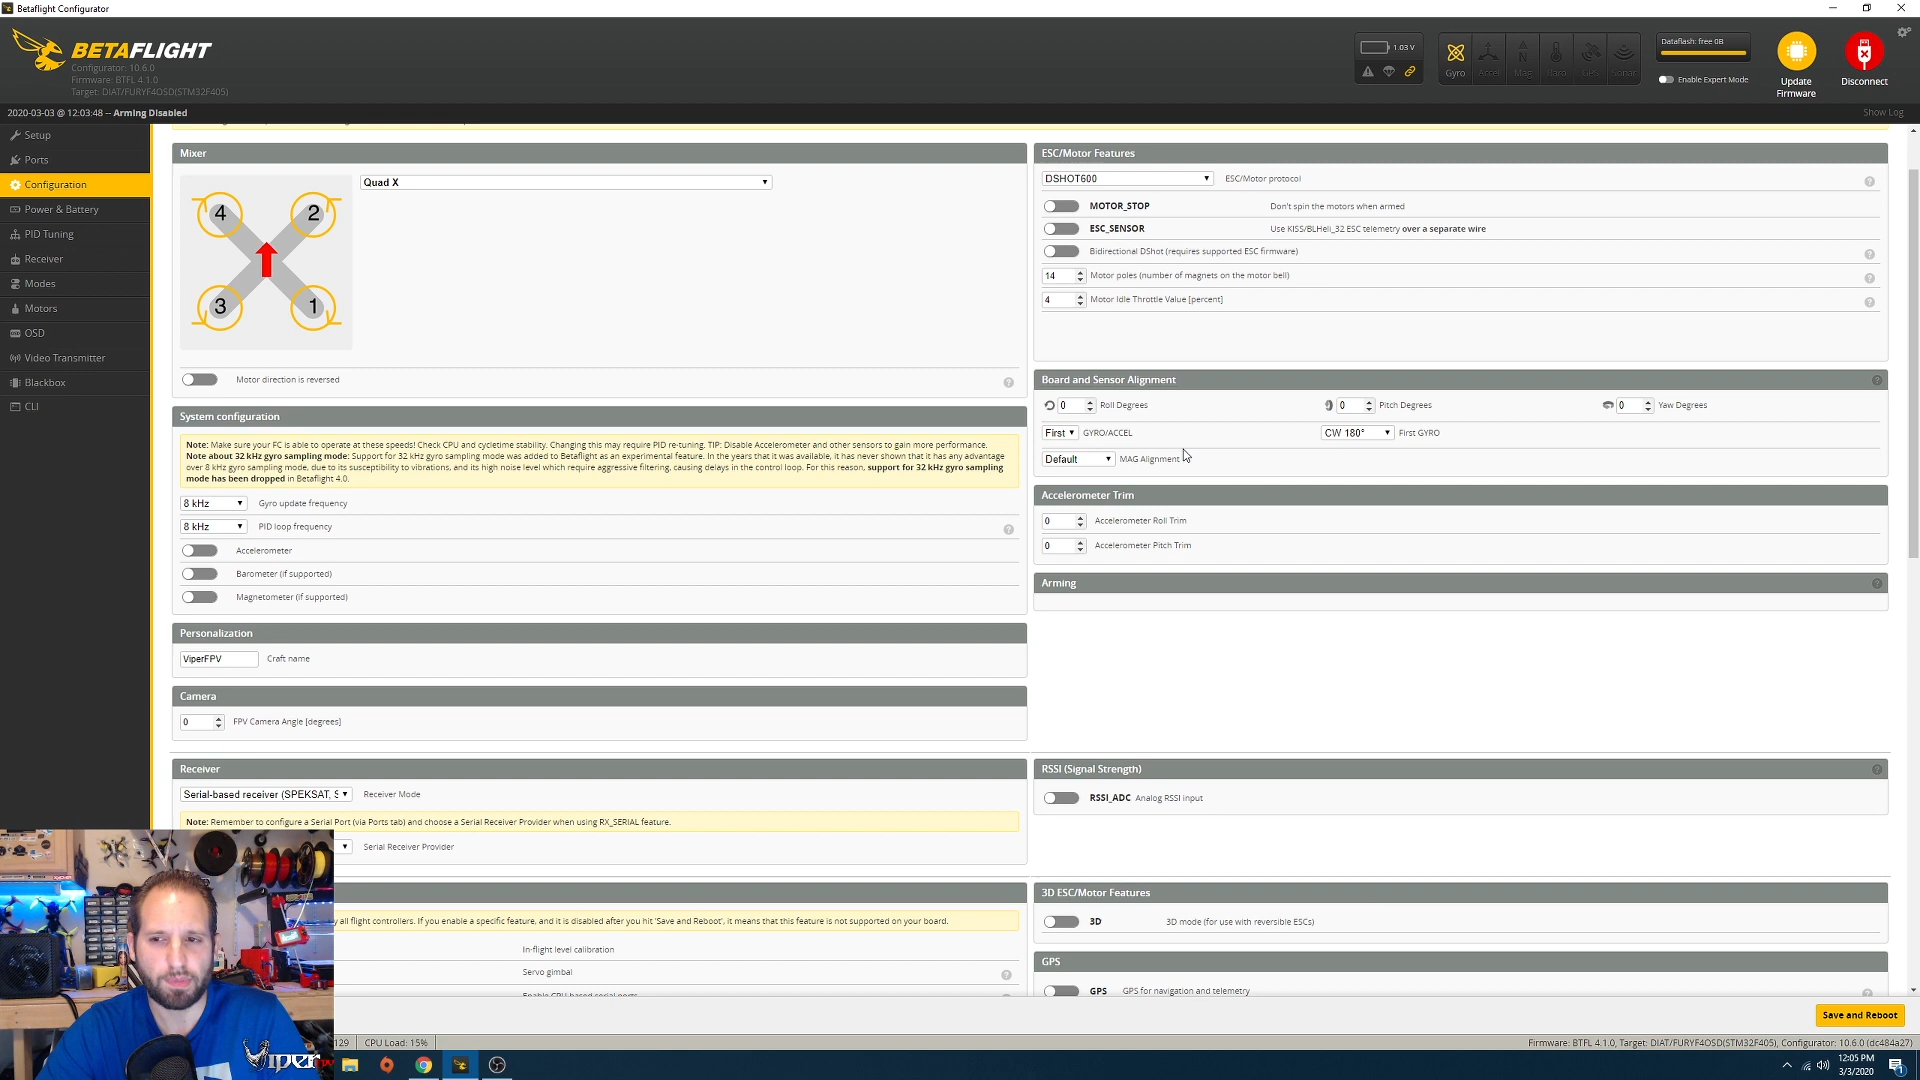 Betaflight Configurator
BETAFLIGHT
Configurator: 10.6.0
Firmware: BTFL 4.1.0
Target: DIAT/FURYF4OSD(STM32F405)
1.03 V
Gyro
Accel
Mag
Baro
GPS
Sonar
Dataflash: free 0B
Enable Expert Mode
Update Firmware
Disconnect
2020-03-03 @ 12:03:48 -- Arming Disabled
Show Log
Setup
Ports
Configuration
Power & Battery
PID Tuning
Receiver
Modes
Motors
OSD
Video Transmitter
Blackbox
CLI
Mixer
Quad X
4
2
3
1
Motor direction is reversed
System configuration
Note: Make sure your FC is able to operate at these speeds! Check CPU and cycletime stability. Changing this may require PID re-tuning. TIP: Disable Accelerometer and other sensors to gain more performance.
Note about 32 kHz gyro sampling mode: Support for 32 kHz gyro sampling mode was added to Betaflight as an experimental feature. In the years that it was available, it has never shown that it has any advantage
over 8 kHz gyro sampling mode, due to its susceptibility to vibrations, and its high noise level which require aggressive filtering, causing delays in the control loop. For this reason, support for 32 kHz gyro sampling
mode has been dropped in Betaflight 4.0.
8 kHz Gyro update frequency
8 kHz PID loop frequency
Accelerometer
Barometer (if supported)
Magnetometer (if supported)
Personalization
ViperFPV Craft name
Camera
0 FPV Camera Angle [degrees]
Receiver
Serial-based receiver (SPEKSAT, S Receiver Mode
Note: Remember to configure a Serial Port (via Ports tab) and choose a Serial Receiver Provider when using RX_SERIAL feature.
Serial Receiver Provider
all flight controllers. If you enable a specific feature, and it is disabled after you hit 'Save and Reboot', it means that this feature is not supported on your board.
In-flight level calibration
Servo gimbal
Enable CPU based serial ports
ESC/Motor Features
DSHOT600 ESC/Motor protocol
MOTOR_STOP Don't spin the motors when armed
ESC_SENSOR Use KISS/BLHeli_32 ESC telemetry over a separate wire
Bidirectional DShot (requires supported ESC firmware)
14 Motor poles (number of magnets on the motor bell)
4 Motor Idle Throttle Value [percent]
Board and Sensor Alignment
0 Roll Degrees
0 Pitch Degrees
0 Yaw Degrees
First GYRO/ACCEL
CW 180° First GYRO
Default MAG Alignment
Accelerometer Trim
0 Accelerometer Roll Trim
0 Accelerometer Pitch Trim
Arming
RSSI (Signal Strength)
RSSI_ADC Analog RSSI input
3D ESC/Motor Features
3D 3D mode (for use with reversible ESCs)
GPS
GPS GPS for navigation and telemetry
Save and Reboot
Viper
129 CPU Load: 15%
Firmware: BTFL 4.1.0, Target: DIAT/FURYF4OSD(STM32F405), Configurator: 10.6.0 (dc484a27)
12:05 PM
3/3/2020